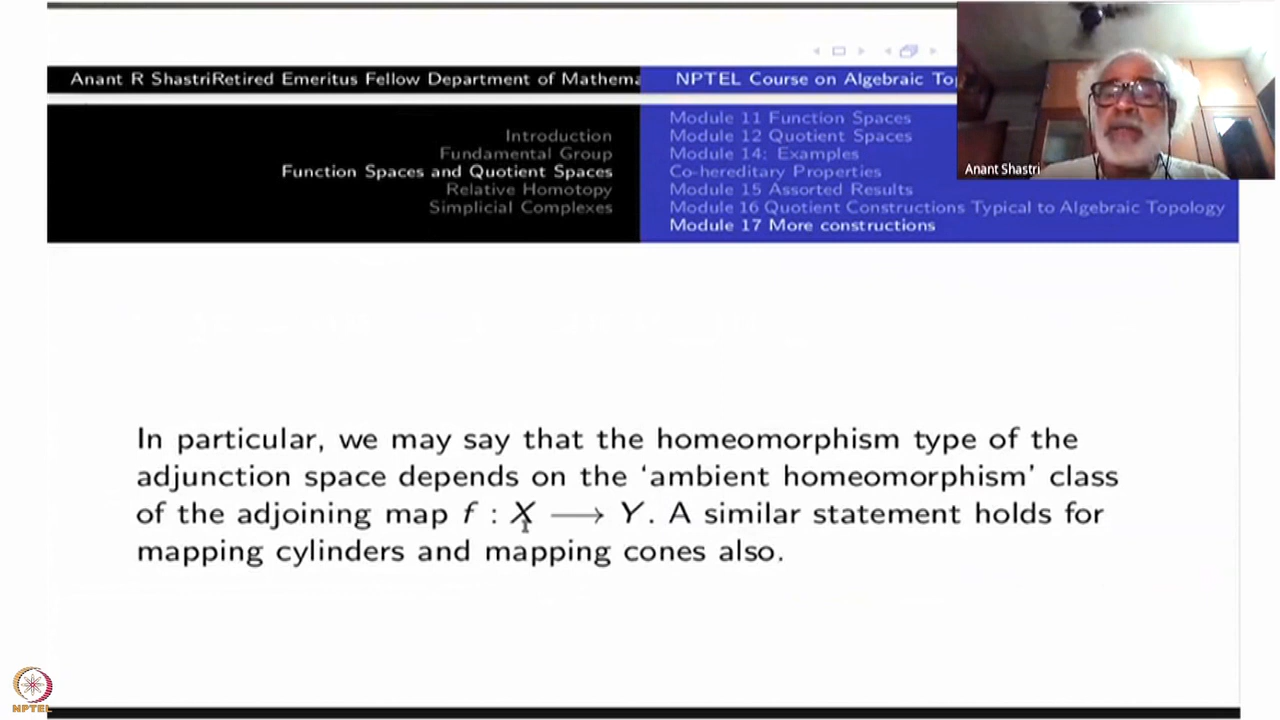 Anant R ShastriRetired Emeritus Fellow Department of Mathema
NPTEL Course on Algebraic To
Introduction
Fundamental Group
Function Spaces and Quotient Spaces
Relative Homotopy
Simplicial Complexes
Module 11 Function Spaces
Module 12 Quotient Spaces
Module 14: Examples
Co-hereditary Properties
Module 15 Assorted Results
Module 16 Quotient Constructions Typical to Algebraic Topology
Module 17 More constructions
Anant Shastri
In particular, we may say that the homeomorphism type of the
adjunction space depends on the ‘ambient homeomorphism’ class
of the adjoining map f : X ⟶ Y. A similar statement holds for
mapping cylinders and mapping cones also.
NPTEL